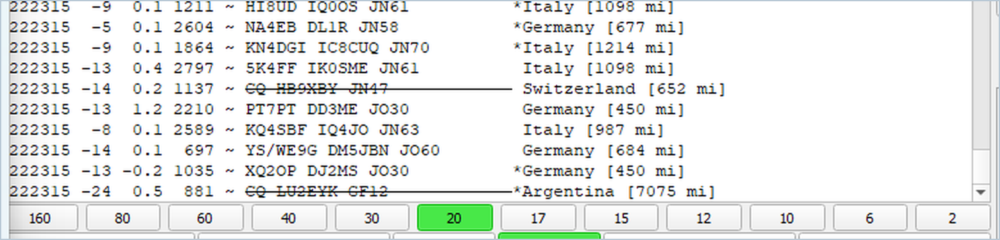 222315 -9 0.1 1211 ~ HI8UD IQ0OS JN61 *Italy [1098 mi]
222315 -5 0.1 2604 ~ NA4EB DL1R JN58 *Germany [677 mi]
222315 -9 0.1 1864 ~ KN4DGI IC8CUQ JN70 *Italy [1214 mi]
222315 -13 0.4 2797 ~ 5K4FF IK0SME JN61 Italy [1098 mi]
222315 -14 0.2 1137 ~ CQ HB9XBY JN47 Switzerland [652 mi]
222315 -13 1.2 2210 ~ PT7PT DD3ME JO30 Germany [450 mi]
222315 -8 0.1 2589 ~ KQ4SBF IQ4JO JN63 Italy [987 mi]
222315 -14 0.1 697 ~ YS/WE9G DM5JBN JO60 Germany [684 mi]
222315 -13 -0.2 1035 ~ XQ2OP DJ2MS JO30 *Germany [450 mi]
222315 -24 0.5 881 ~ CQ LU2EYK GF12 *Argentina [7075 mi]
160 80 60 40 30 20 17 15 12 10 6 2